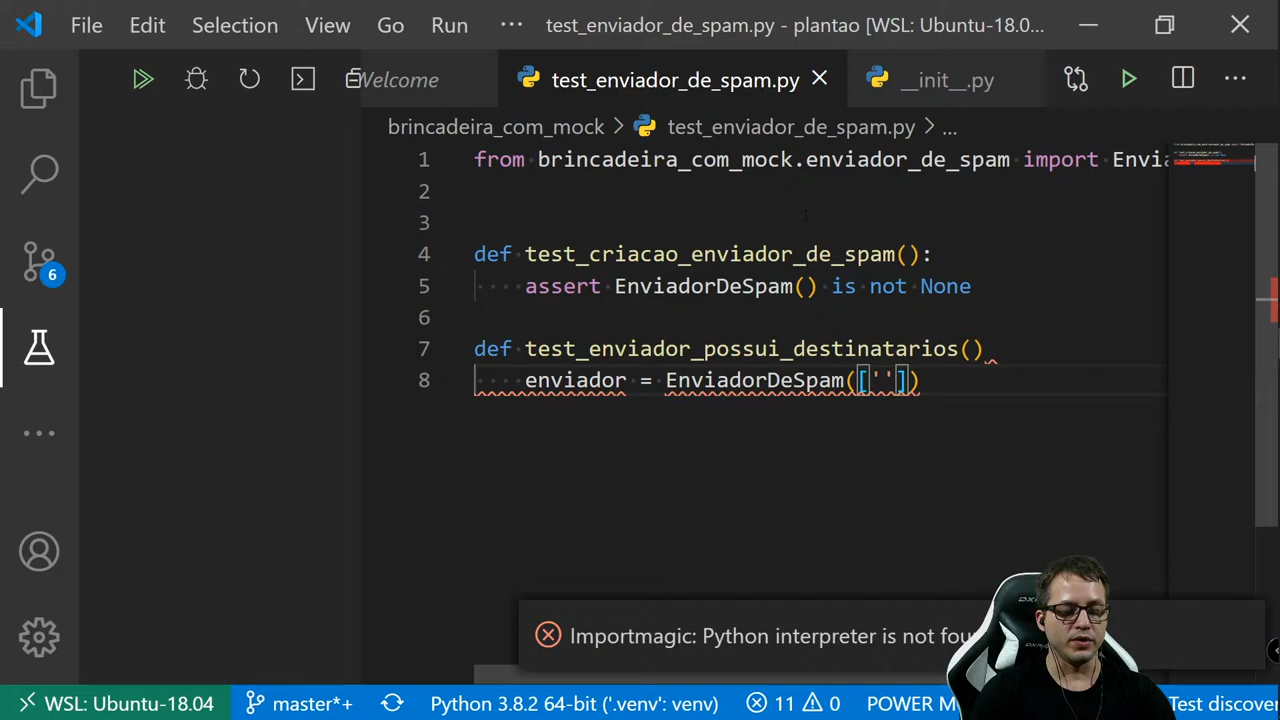 File Edit Selection View Go Run ··· test_enviador_de_spam.py - plantao [WSL: Ubuntu-18.0...
Welcome test_enviador_de_spam.py __init__.py
brincadeira_com_mock > test_enviador_de_spam.py > ...
1 from brincadeira_com_mock.enviador_de_spam import Envia
2
3
4 def test_criacao_enviador_de_spam():
5 assert EnviadorDeSpam() is not None
6
7 def test_enviador_possui_destinatarios()
8 enviador = EnviadorDeSpam([''])
6
Importmagic: Python interpreter is not fou
WSL: Ubuntu-18.04 master*+ Python 3.8.2 64-bit ('.venv': venv) 11 0 POWER M Test discover